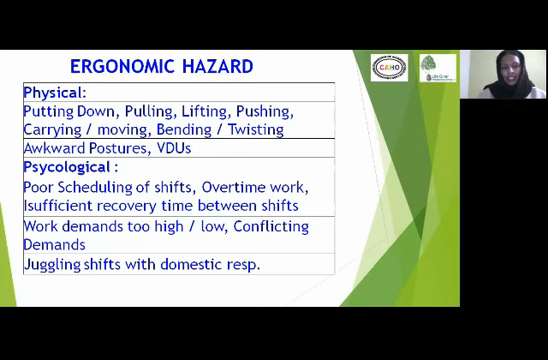 ERGONOMIC HAZARD
CAHO
Physical:
Putting Down, Pulling, Lifting, Pushing,
Carrying / moving, Bending / Twisting
Awkward Postures, VDUs
Psycological :
Poor Scheduling of shifts, Overtime work,
Isufficient recovery time between shifts
Work demands too high / low, Conflicting
Demands
Juggling shifts with domestic resp.